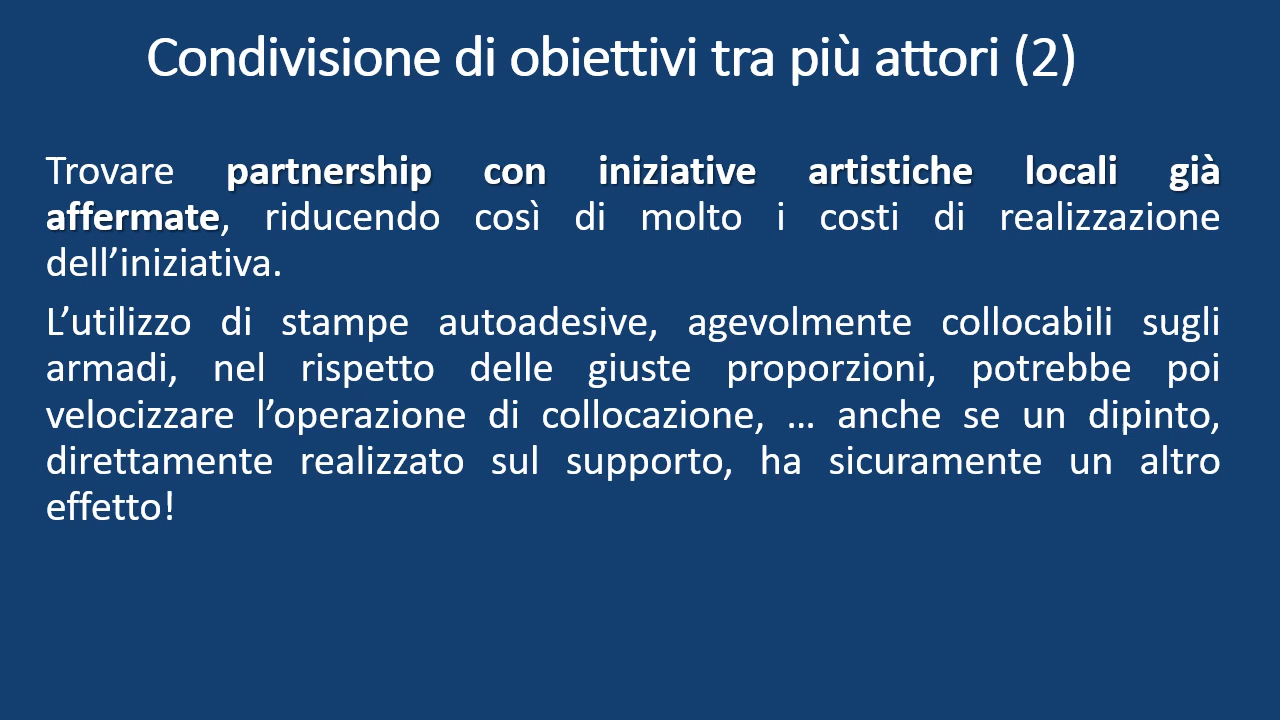 Condivisione di obiettivi tra più attori (2)
Trovare partnership con iniziative artistiche locali già
affermate, riducendo così di molto i costi di realizzazione
dell’iniziativa.
L’utilizzo di stampe autoadesive, agevolmente collocabili sugli
armadi, nel rispetto delle giuste proporzioni, potrebbe poi
velocizzare l’operazione di collocazione, … anche se un dipinto,
direttamente realizzato sul supporto, ha sicuramente un altro
effetto!